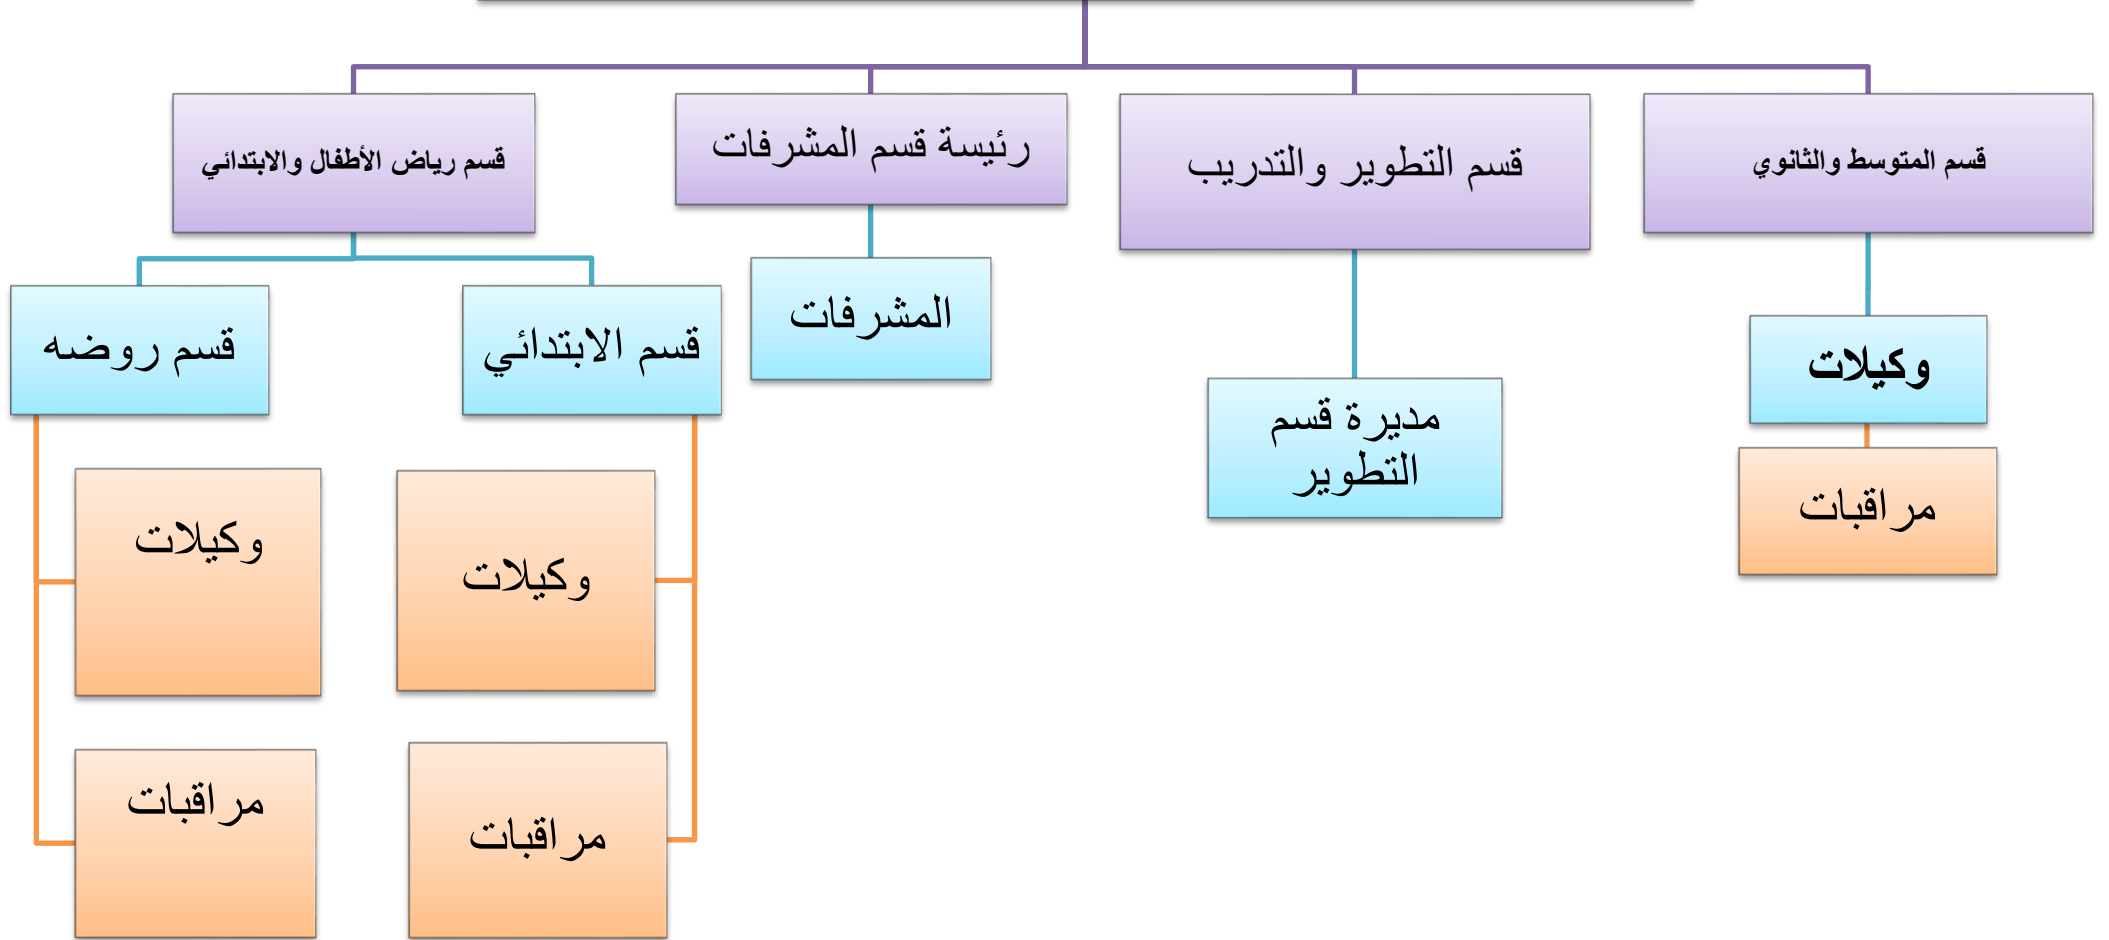 قسم المتوسط والثانوي
قسم التطوير والتدريب
رئيسة قسم المشرفات
قسم رياض الأطفال والابتدائي
وكيلات
مراقبات
مديرة قسم
التطوير
المشرفات
قسم الابتدائي
قسم روضه
وكيلات
وكيلات
مراقبات
مراقبات